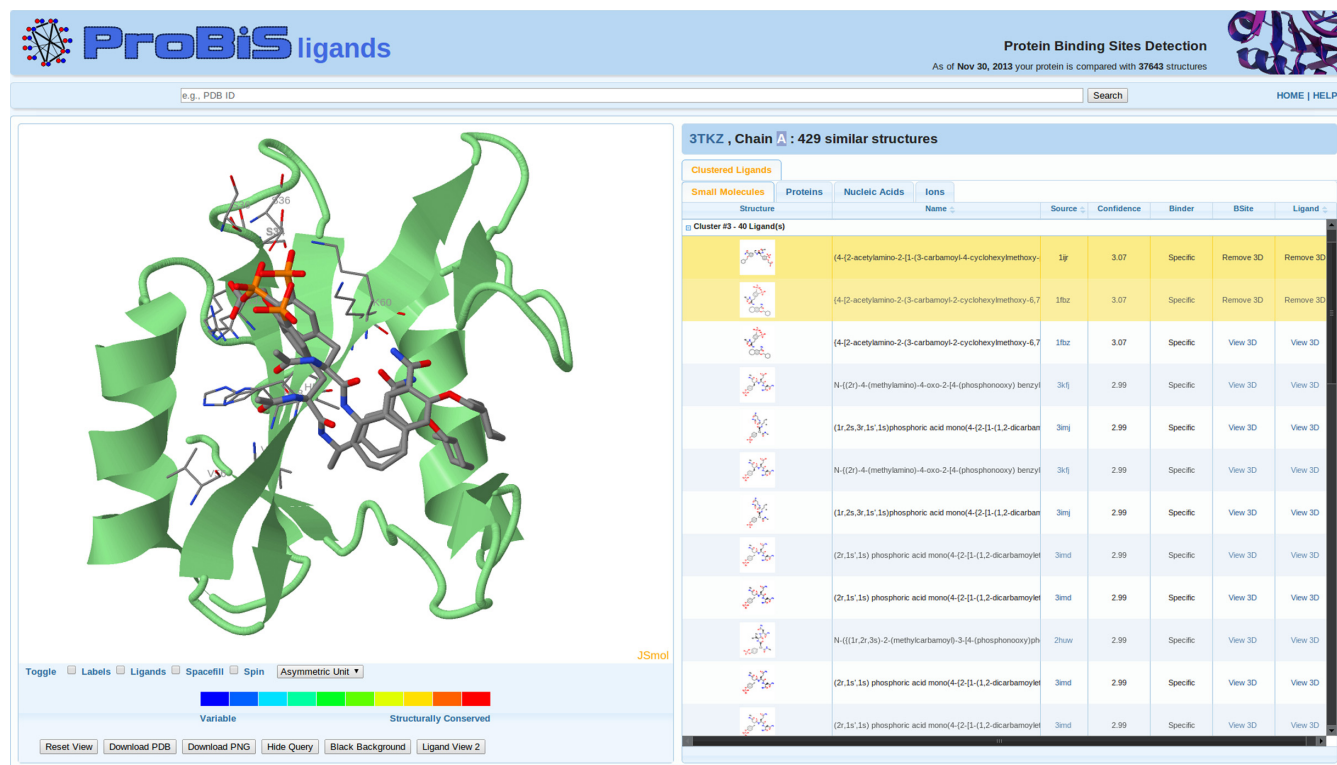 ProBiS ligands
Protein Binding Sites Detection
As of Nov 30, 2013 your protein is compared with 37643 structures
e.g., PDB ID
Search
HOME | HELP
S36
K60
JSmol
Toggle Labels Ligands Spacefill Spin Asymmetric Unit
Variable Structurally Conserved
Reset View Download PDB Download PNG Hide Query Black Background Ligand View 2
3TKZ , Chain A : 429 similar structures
Clustered Ligands
Small Molecules Proteins Nucleic Acids Ions
Structure Name Source Confidence Binder BSite Ligand
Cluster #3 - 40 Ligand(s)
(4-{2-acetylamino-2-[1-(3-carbamoyl-4-cyclohexylmethoxy- 1ijr 3.07 Specific Remove 3D Remove 3D
{4-[2-acetylamino-2-(3-carbamoyl-2-cyclohexylmethoxy-6,7 1fbz 3.07 Specific Remove 3D Remove 3D
{4-[2-acetylamino-2-(3-carbamoyl-2-cyclohexylmethoxy-6,7 1fbz 3.07 Specific View 3D View 3D
N-{(2r)-4-(methylamino)-4-oxo-2-[4-(phosphonooxy) benzyl 3kfj 2.99 Specific View 3D View 3D
(1r,2s,3r,1s',1s)phosphoric acid mono(4-{2-[1-(1,2-dicarbam 3imj 2.99 Specific View 3D View 3D
N-{(2r)-4-(methylamino)-4-oxo-2-[4-(phosphonooxy) benzyl 3kfj 2.99 Specific View 3D View 3D
(1r,2s,3r,1s',1s)phosphoric acid mono(4-{2-[1-(1,2-dicarbam 3imj 2.99 Specific View 3D View 3D
(2r,1s',1s) phosphoric acid mono(4-{2-[1-(1,2-dicarbamoylet 3imd 2.99 Specific View 3D View 3D
(2r,1s',1s) phosphoric acid mono(4-{2-[1-(1,2-dicarbamoylet 3imd 2.99 Specific View 3D View 3D
N-({(1r,2r,3s)-2-(methylcarbamoyl)-3-[4-(phosphonooxy)ph 2huw 2.99 Specific View 3D View 3D
(2r,1s',1s) phosphoric acid mono(4-{2-[1-(1,2-dicarbamoylet 3imd 2.99 Specific View 3D View 3D
(2r,1s',1s) phosphoric acid mono(4-{2-[1-(1,2-dicarbamoylet 3imd 2.99 Specific View 3D View 3D